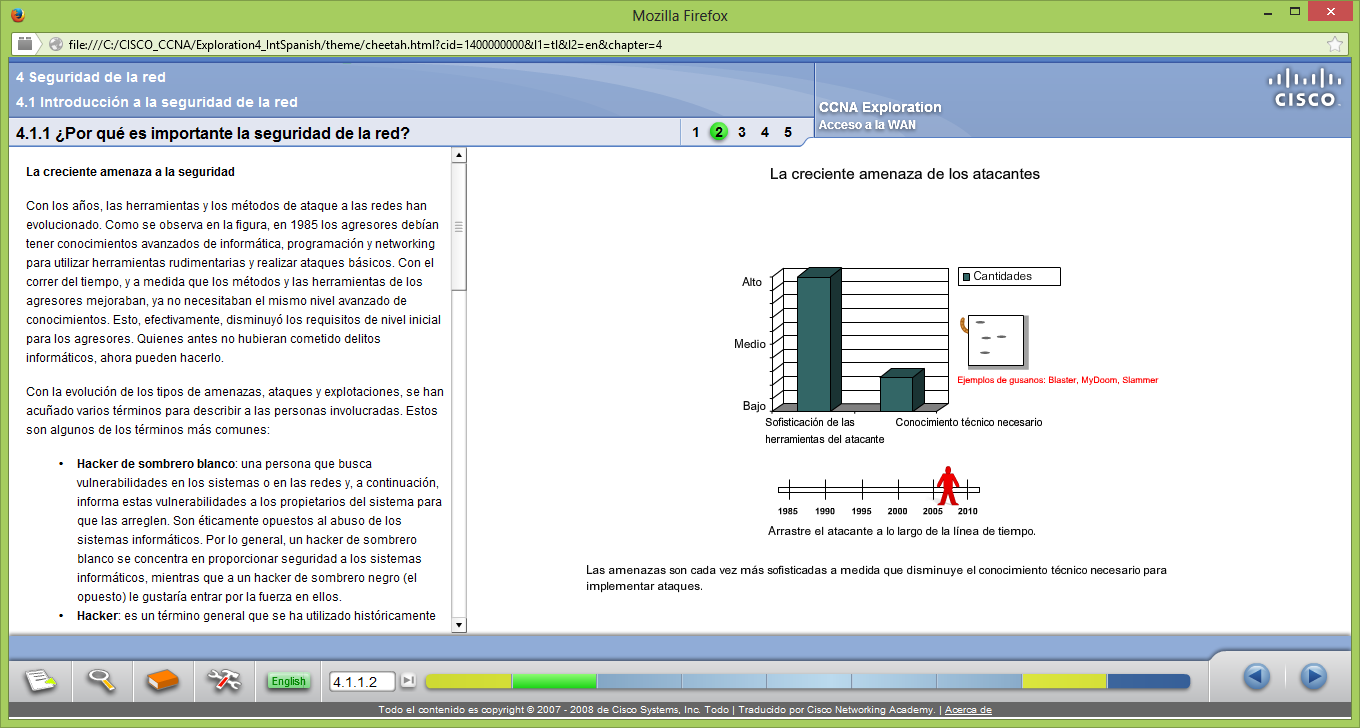 Mozilla Firefox
file:///C:/CISCO_CCNA/Exploration4_IntSpanish/theme/cheetah.html?cid=1400000000&l1=tl&l2=en&chapter=4
4 Seguridad de la red
4.1 Introducción a la seguridad de la red
CCNA Exploration
Acceso a la WAN
CISCO
4.1.1 ¿Por qué es importante la seguridad de la red?
1 2 3 4 5
La creciente amenaza a la seguridad
Con los años, las herramientas y los métodos de ataque a las redes han
evolucionado. Como se observa en la figura, en 1985 los agresores debían
tener conocimientos avanzados de informática, programación y networking
para utilizar herramientas rudimentarias y realizar ataques básicos. Con el
correr del tiempo, y a medida que los métodos y las herramientas de los
agresores mejoraban, ya no necesitaban el mismo nivel avanzado de
conocimientos. Esto, efectivamente, disminuyó los requisitos de nivel inicial
para los agresores. Quienes antes no hubieran cometido delitos
informáticos, ahora pueden hacerlo.
Con la evolución de los tipos de amenazas, ataques y explotaciones, se han
acuñado varios términos para describir a las personas involucradas. Estos
son algunos de los términos más comunes:
• Hacker de sombrero blanco: una persona que busca
vulnerabilidades en los sistemas o en las redes y, a continuación,
informa estas vulnerabilidades a los propietarios del sistema para
que las arreglen. Son éticamente opuestos al abuso de los
sistemas informáticos. Por lo general, un hacker de sombrero
blanco se concentra en proporcionar seguridad a los sistemas
informáticos, mientras que a un hacker de sombrero negro (el
opuesto) le gustaría entrar por la fuerza en ellos.
• Hacker: es un término general que se ha utilizado históricamente
La creciente amenaza de los atacantes
Alto
Medio
Bajo
Cantidades
Ejemplos de gusanos: Blaster, MyDoom, Slammer
Sofisticación de las
herramientas del atacante
Conocimiento técnico necesario
1985 1990 1995 2000 2005 2010
Arrastre el atacante a lo largo de la línea de tiempo.
Las amenazas son cada vez más sofisticadas a medida que disminuye el conocimiento técnico necesario para
implementar ataques.
English
4.1.1.2
Todo el contenido es copyright © 2007 - 2008 de Cisco Systems, Inc. Todo | Traducido por Cisco Networking Academy. | Acerca de